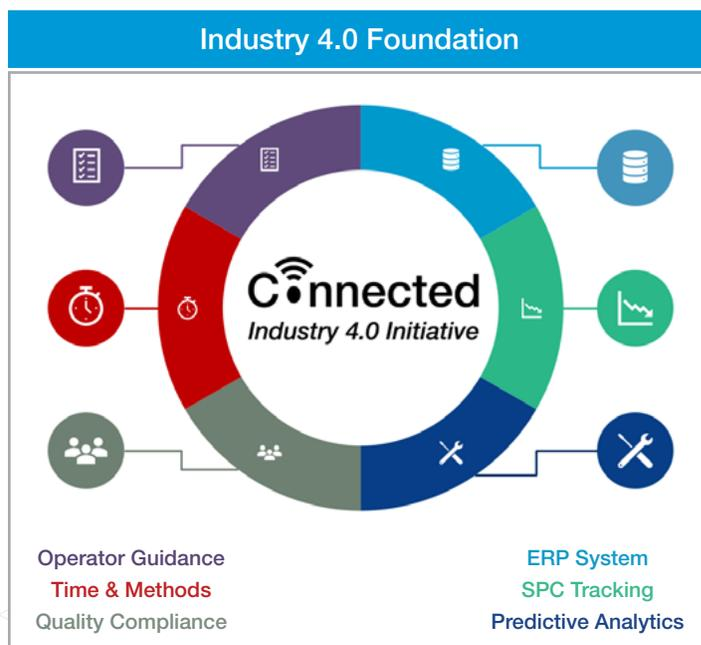 Industry 4.0 Foundation
Connected
Industry 4.0 Initiative
Operator Guidance
Time & Methods
Quality Compliance
ERP System
SPC Tracking
Predictive Analytics